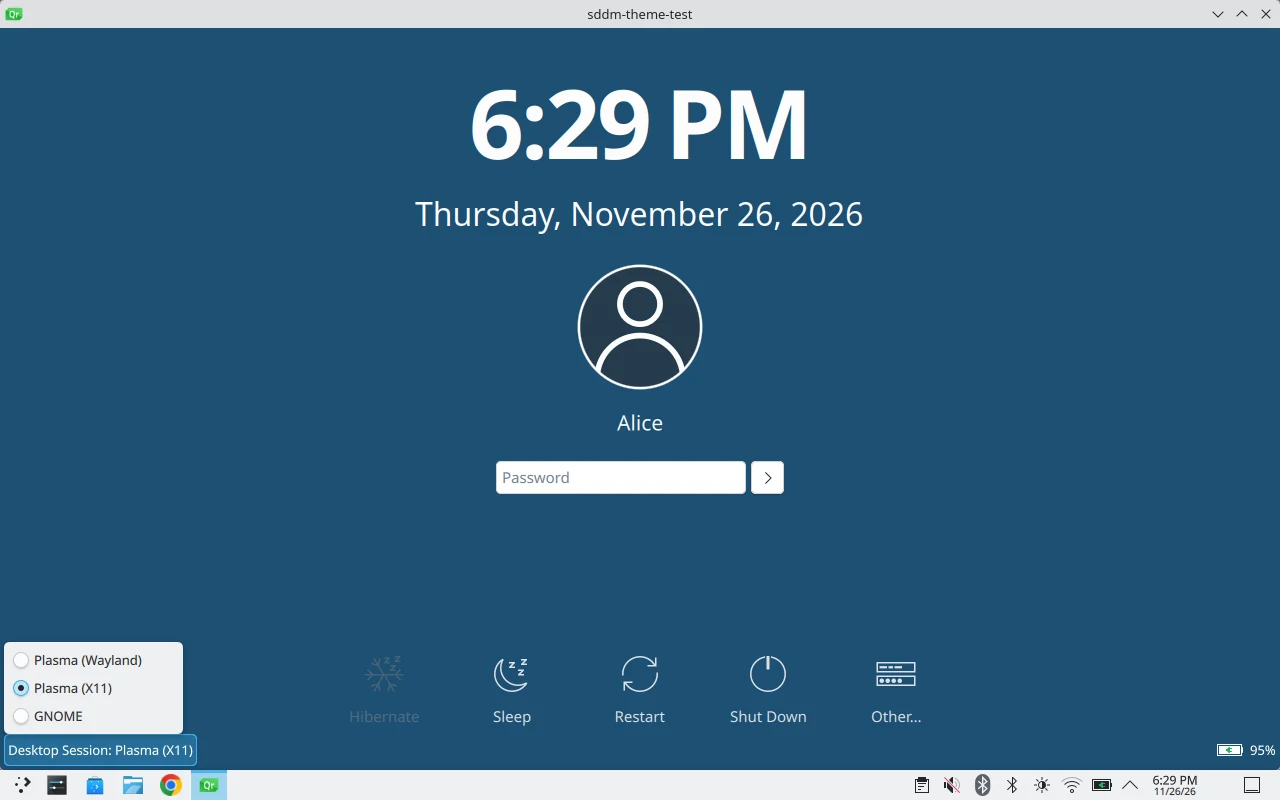 sddm-theme-test
6:29 PM
Thursday, November 26, 2026
Alice
Password
Plasma (Wayland)
Plasma (X11)
GNOME
Hibernate
Sleep
Restart
Shut Down
Other...
Desktop Session: Plasma (X11)
95%
6:29 PM
11/26/26